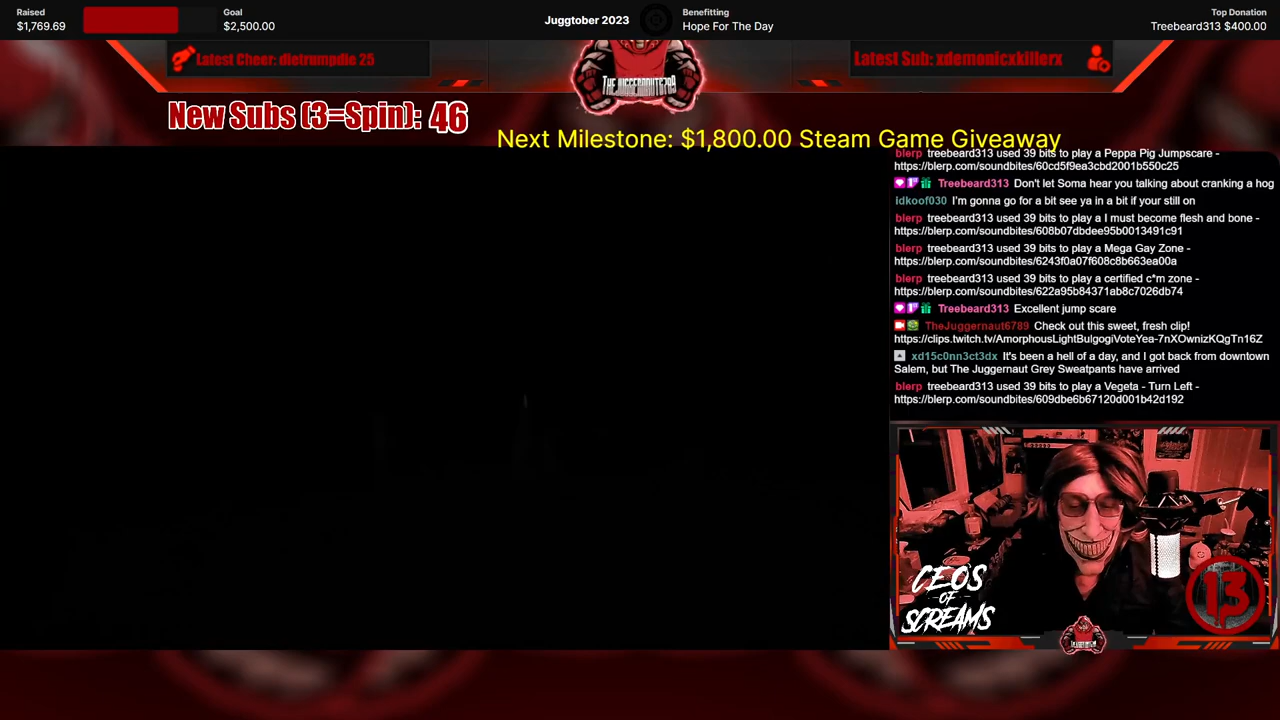 Raised
$1,769.69
Goal
$2,500.00
Juggtober 2023
Benefitting
Hope For The Day
Top Donation
Treebeard313 $400.00
Latest Cheer: dietrumpdie 25
THEJUGGERNAUT6789
Latest Sub: xdemonicxkillerx
New Subs (3=Spin): 46
Next Milestone: $1,800.00 Steam Game Giveaway
blerp treebeard313 used 39 bits to play a Peppa Pig Jumpscare -
https://blerp.com/soundbites/60cd5f9ea3cbd2001b550c25
Treebeard313 Don't let Soma hear you talking about cranking a hog
idkoof030 I'm gonna go for a bit see ya in a bit if your still on
blerp treebeard313 used 39 bits to play a I must become flesh and bone -
https://blerp.com/soundbites/608b07dbdee95b0013491c91
blerp treebeard313 used 39 bits to play a Mega Gay Zone -
https://blerp.com/soundbites/6243f0a07f608c8b663ea00a
blerp treebeard313 used 39 bits to play a certified c*m zone -
https://blerp.com/soundbites/622a95b84371ab8c7026db74
Treebeard313 Excellent jump scare
TheJuggernaut6789 Check out this sweet, fresh clip!
https://clips.twitch.tv/AmorphousLightBulgogiVoteYea-7nXOwnizKQgTn16Z
xd15c0nn3ct3dx It's been a hell of a day, and I got back from downtown
Salem, but The Juggernaut Grey Sweatpants have arrived
blerp treebeard313 used 39 bits to play a Vegeta - Turn Left -
https://blerp.com/soundbites/609dbe6b67120d001b42d192
CEOS
OF
SCREAMS
13